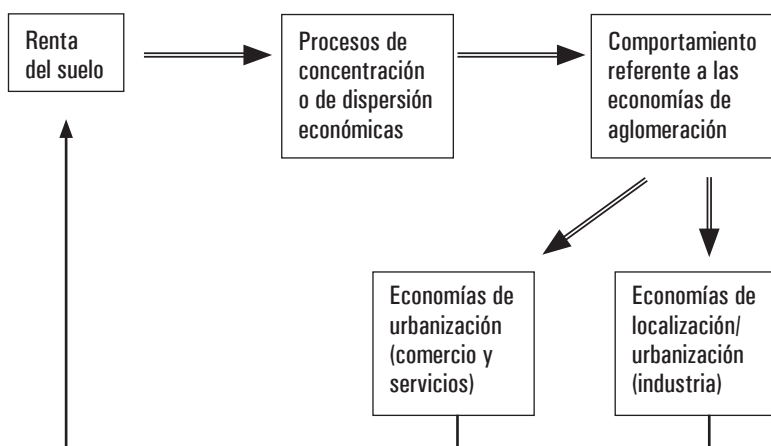 Renta
del suelo
Procesos de
concentración
o de dispersión
económicas
Comportamiento
referente a las
economías de
aglomeración
Economías de
urbanización
(comercio y
servicios)
Economías de
localización/
urbanización
(industria)